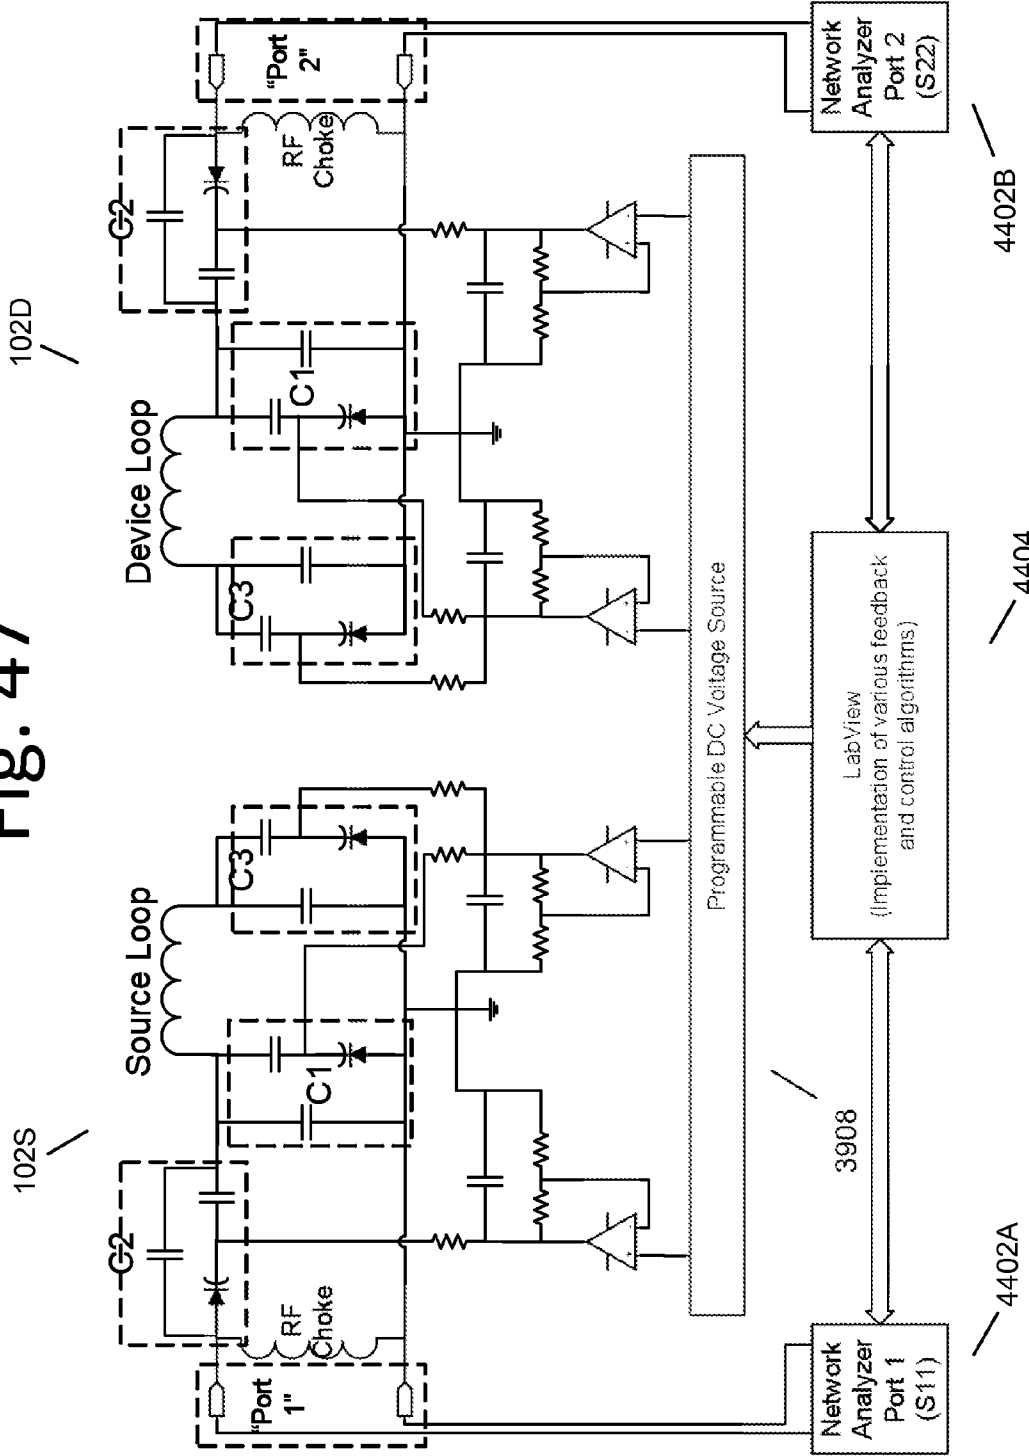 Fig. 47
102S
102D
Source Loop
Device Loop
C2
C1
C3
C3
C1
C2
"Port
1"
RF
Choke
RF
Choke
"Port
2"
Programmable DC Voltage Source
3908
Network
Analyzer
Port 1
(S11)
LabView
(Implementation of various feedback
and control algorithms)
Network
Analyzer
Port 2
(S22)
4402A
4404
4402B